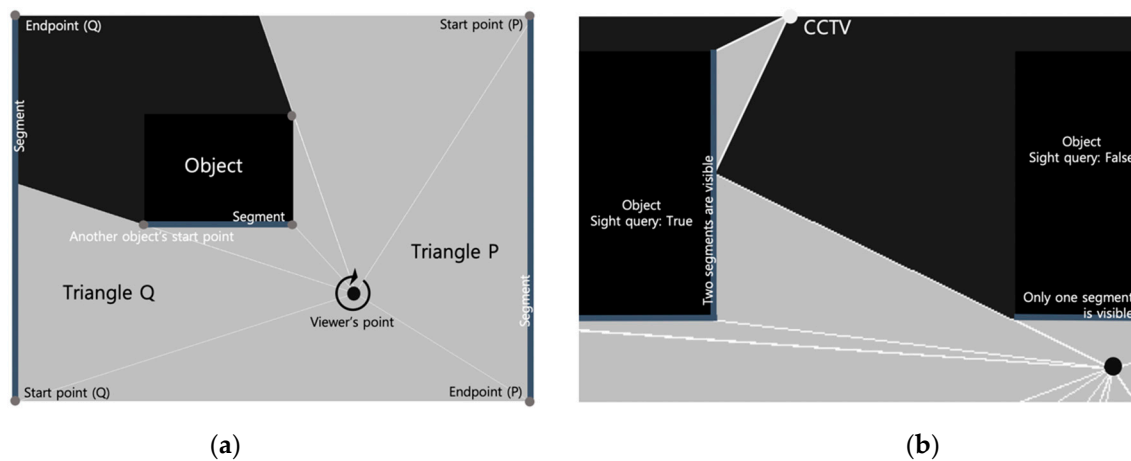 Endpoint (Q)
Start point (P)
Segment
Object
Segment
Another object's start point
Triangle P
Triangle Q
Viewer's point
Segment
Start point (Q)
Endpoint (P)
(a)
CCTV
Object
Sight query: False
Two segments are visible
Object
Sight query: True
Only one segment
is visible
(b)